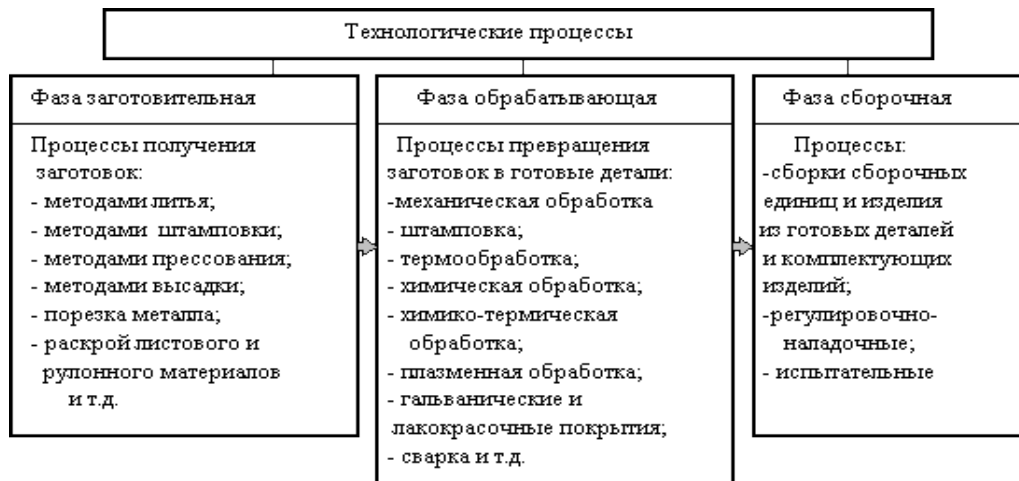 Технологические процессы
Фаза заготовительная
Процессы получения
заготовок:
- методами литья;
- методами штамповки;
- методами прессования;
- методами высадки;
- порезка металла;
- раскрой листового и
рулонного материалов
и т.д.
Фаза обрабатывающая
Процессы превращения
заготовок в готовые детали:
-механическая обработка
- штамповка;
- термообработка;
- химическая обработка;
- химико-термическая
обработка;
- плазменная обработка;
- гальванические и
лакокрасочные покрытия;
- сварка и т.д.
Фаза сборочная
Процессы:
-сборки сборочных
единиц и изделия
из готовых деталей
и комплектующих
изделий;
-регулировочно-
наладочные;
- испытательные